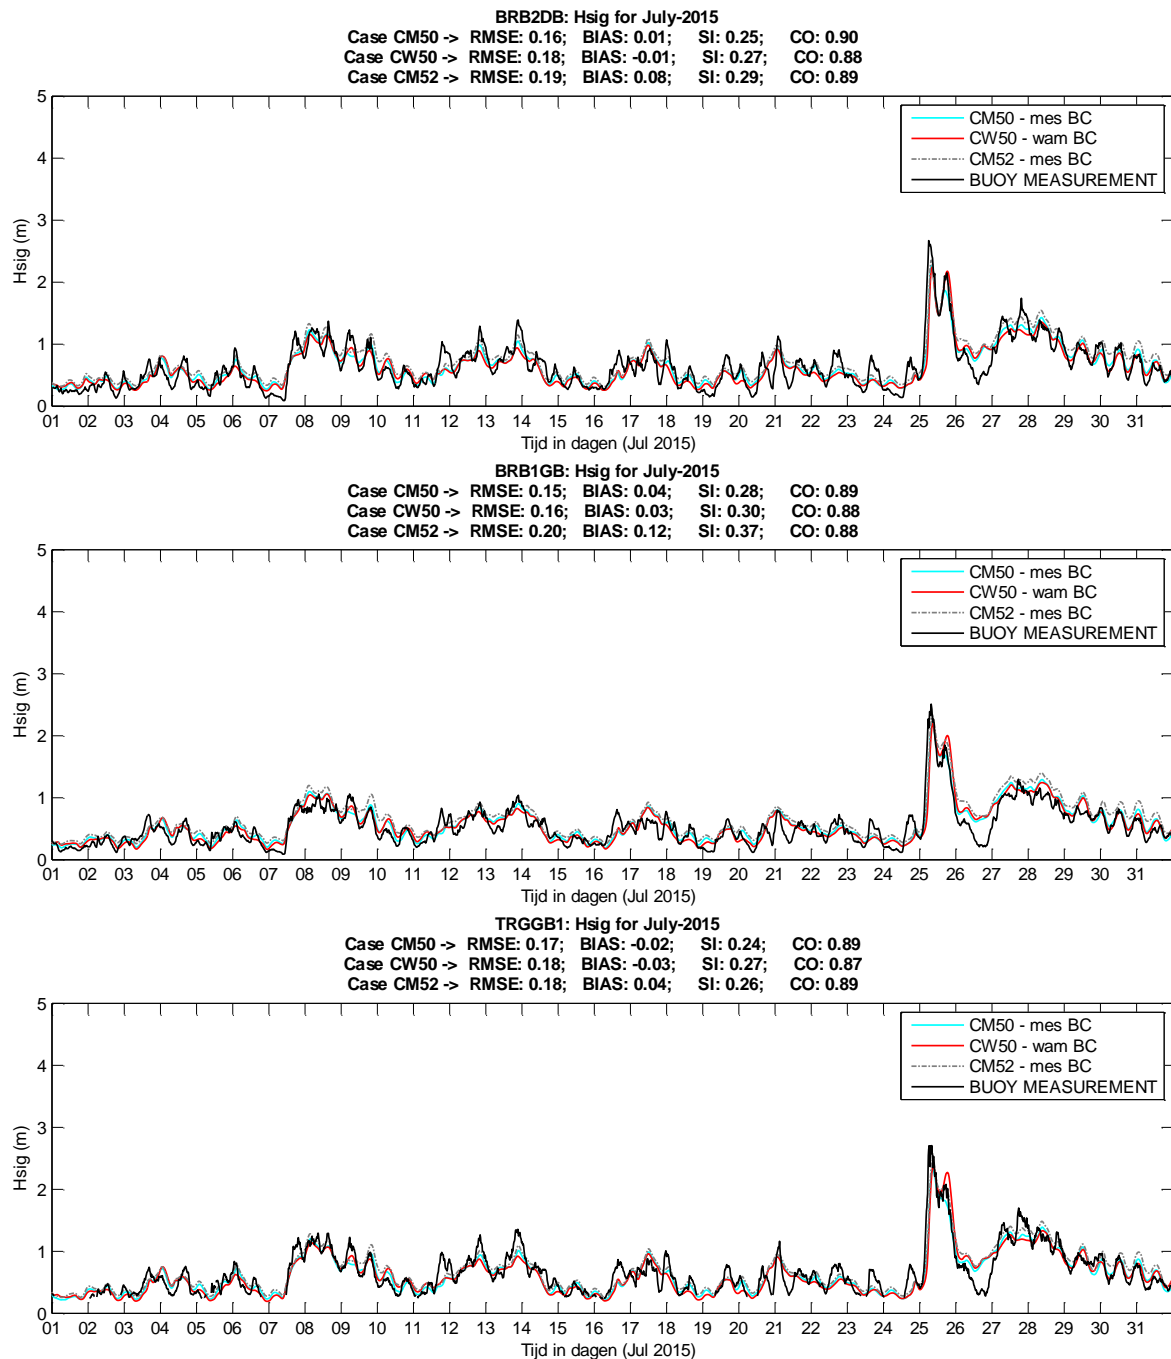 BRB2DB: Hsig for July-2015
Case CM50 -> RMSE: 0.16; BIAS: 0.01; SI: 0.25; CO: 0.90
Case CW50 -> RMSE: 0.18; BIAS: -0.01; SI: 0.27; CO: 0.88
Case CM52 -> RMSE: 0.19; BIAS: 0.08; SI: 0.29; CO: 0.89
5
4
3
2
1
0
Hsig (m)
CM50 - mes BC
CW50 - wam BC
CM52 - mes BC
BUOY MEASUREMENT
01 02 03 04 05 06 07 08 09 10 11 12 13 14 15 16 17 18 19 20 21 22 23 24 25 26 27 28 29 30 31
Tijd in dagen (Jul 2015)
BRB1GB: Hsig for July-2015
Case CM50 -> RMSE: 0.15; BIAS: 0.04; SI: 0.28; CO: 0.89
Case CW50 -> RMSE: 0.16; BIAS: 0.03; SI: 0.30; CO: 0.88
Case CM52 -> RMSE: 0.20; BIAS: 0.12; SI: 0.37; CO: 0.88
5
4
3
2
1
0
Hsig (m)
CM50 - mes BC
CW50 - wam BC
CM52 - mes BC
BUOY MEASUREMENT
01 02 03 04 05 06 07 08 09 10 11 12 13 14 15 16 17 18 19 20 21 22 23 24 25 26 27 28 29 30 31
Tijd in dagen (Jul 2015)
TRGGB1: Hsig for July-2015
Case CM50 -> RMSE: 0.17; BIAS: -0.02; SI: 0.24; CO: 0.89
Case CW50 -> RMSE: 0.18; BIAS: -0.03; SI: 0.27; CO: 0.87
Case CM52 -> RMSE: 0.18; BIAS: 0.04; SI: 0.26; CO: 0.89
5
4
3
2
1
0
Hsig (m)
CM50 - mes BC
CW50 - wam BC
CM52 - mes BC
BUOY MEASUREMENT
01 02 03 04 05 06 07 08 09 10 11 12 13 14 15 16 17 18 19 20 21 22 23 24 25 26 27 28 29 30 31
Tijd in dagen (Jul 2015)